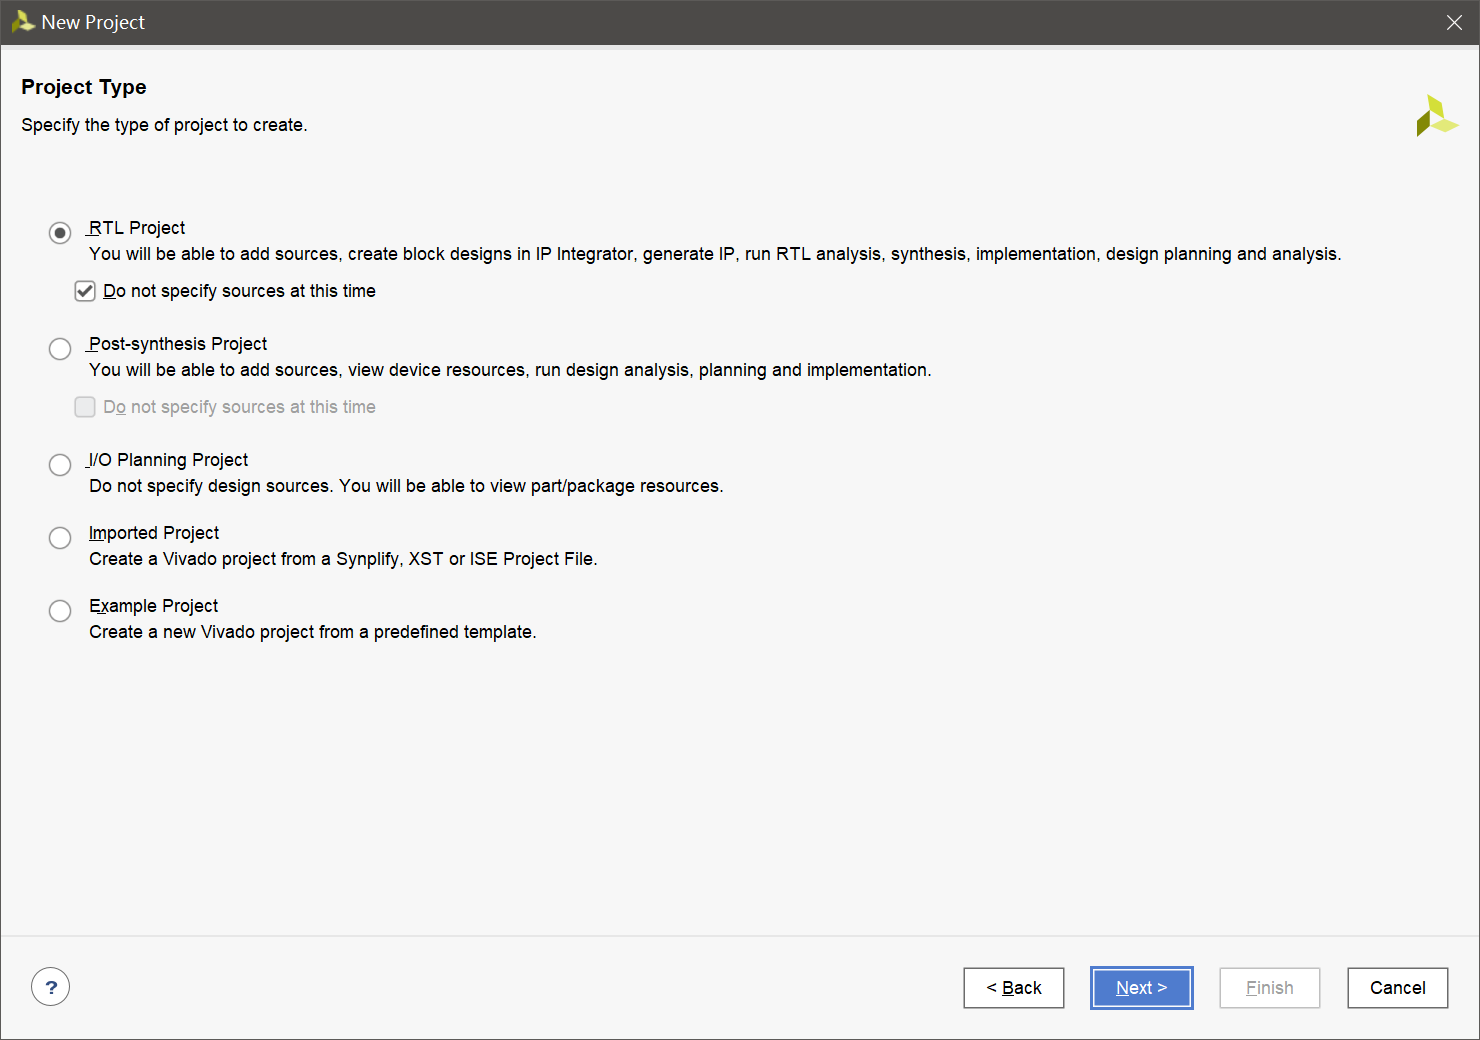 New Project
Project Type
Specify the type of project to create.
RTL Project
You will be able to add sources, create block designs in IP Integrator, generate IP, run RTL analysis, synthesis, implementation, design planning and analysis.
Do not specify sources at this time
Post-synthesis Project
You will be able to add sources, view device resources, run design analysis, planning and implementation.
Do not specify sources at this time
I/O Planning Project
Do not specify design sources. You will be able to view part/package resources.
Imported Project
Create a Vivado project from a Synplify, XST or ISE Project File.
Example Project
Create a new Vivado project from a predefined template.
? < Back Next > Finish Cancel